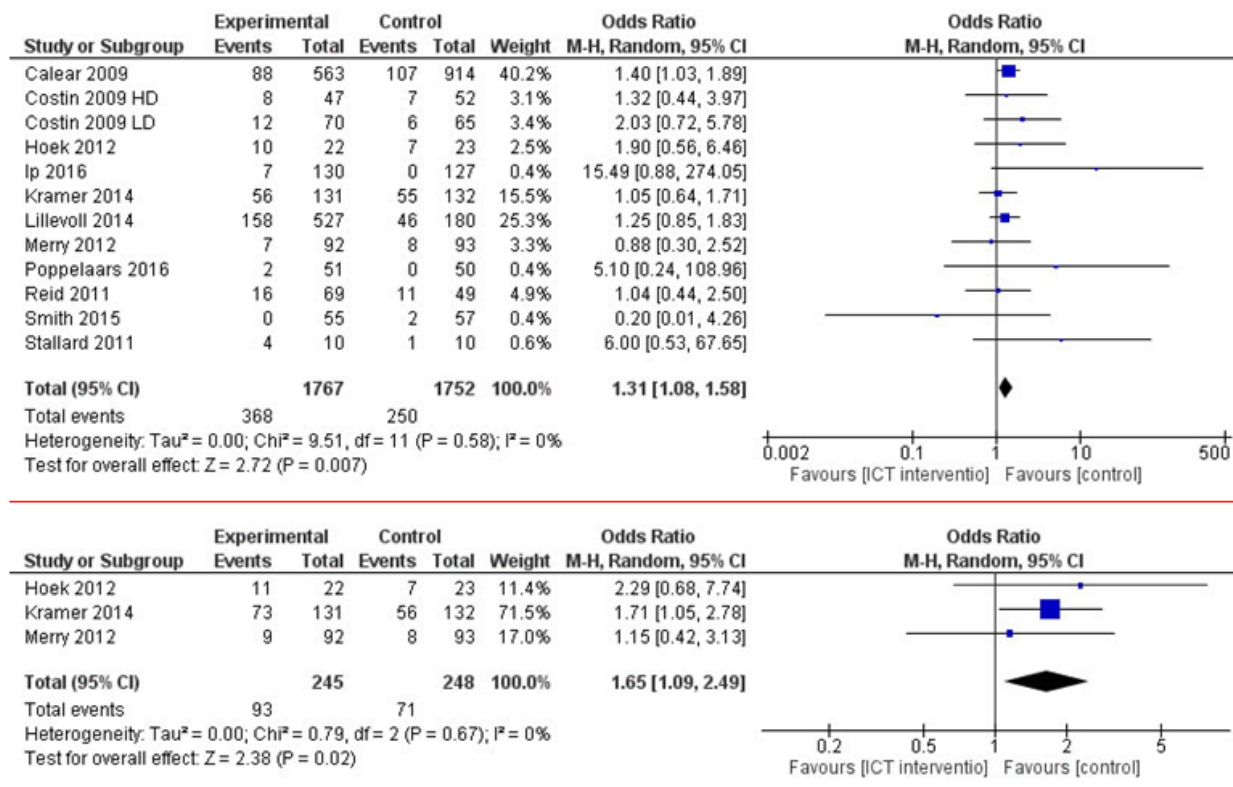 Experimental Control Odds Ratio Odds Ratio
Study or Subgroup Events Total Events Total Weight M-H, Random, 95% CI M-H, Random, 95% CI
Calear 2009 88 563 107 914 40.2% 1.40 [1.03, 1.89]
Costin 2009 HD 8 47 7 52 3.1% 1.32 [0.44, 3.97]
Costin 2009 LD 12 70 6 65 3.4% 2.03 [0.72, 5.78]
Hoek 2012 10 22 7 23 2.5% 1.90 [0.56, 6.46]
Ip 2016 7 130 0 127 0.4% 15.49 [0.88, 274.05]
Kramer 2014 56 131 55 132 15.5% 1.05 [0.64, 1.71]
Lillevoll 2014 158 527 46 180 25.3% 1.25 [0.85, 1.83]
Merry 2012 7 92 8 93 3.3% 0.88 [0.30, 2.52]
Poppelaars 2016 2 51 0 50 0.4% 5.10 [0.24, 108.96]
Reid 2011 16 69 11 49 4.9% 1.04 [0.44, 2.50]
Smith 2015 0 55 2 57 0.4% 0.20 [0.01, 4.26]
Stallard 2011 4 10 1 10 0.6% 6.00 [0.53, 67.65]
Total (95% CI) 1767 1752 100.0% 1.31 [1.08, 1.58]
Total events 368 250
Heterogeneity: Tau² = 0.00; Chi² = 9.51, df = 11 (P = 0.58); I² = 0%
Test for overall effect: Z = 2.72 (P = 0.007)
0.002 0.1 1 10 500
Favours [ICT interventio] Favours [control]
Experimental Control Odds Ratio Odds Ratio
Study or Subgroup Events Total Events Total Weight M-H, Random, 95% CI M-H, Random, 95% CI
Hoek 2012 11 22 7 23 11.4% 2.29 [0.68, 7.74]
Kramer 2014 73 131 56 132 71.5% 1.71 [1.05, 2.78]
Merry 2012 9 92 8 93 17.0% 1.15 [0.42, 3.13]
Total (95% CI) 245 248 100.0% 1.65 [1.09, 2.49]
Total events 93 71
Heterogeneity: Tau² = 0.00; Chi² = 0.79, df = 2 (P = 0.67); I² = 0%
Test for overall effect: Z = 2.38 (P = 0.02)
0.2 0.5 1 2 5
Favours [ICT interventio] Favours [control]